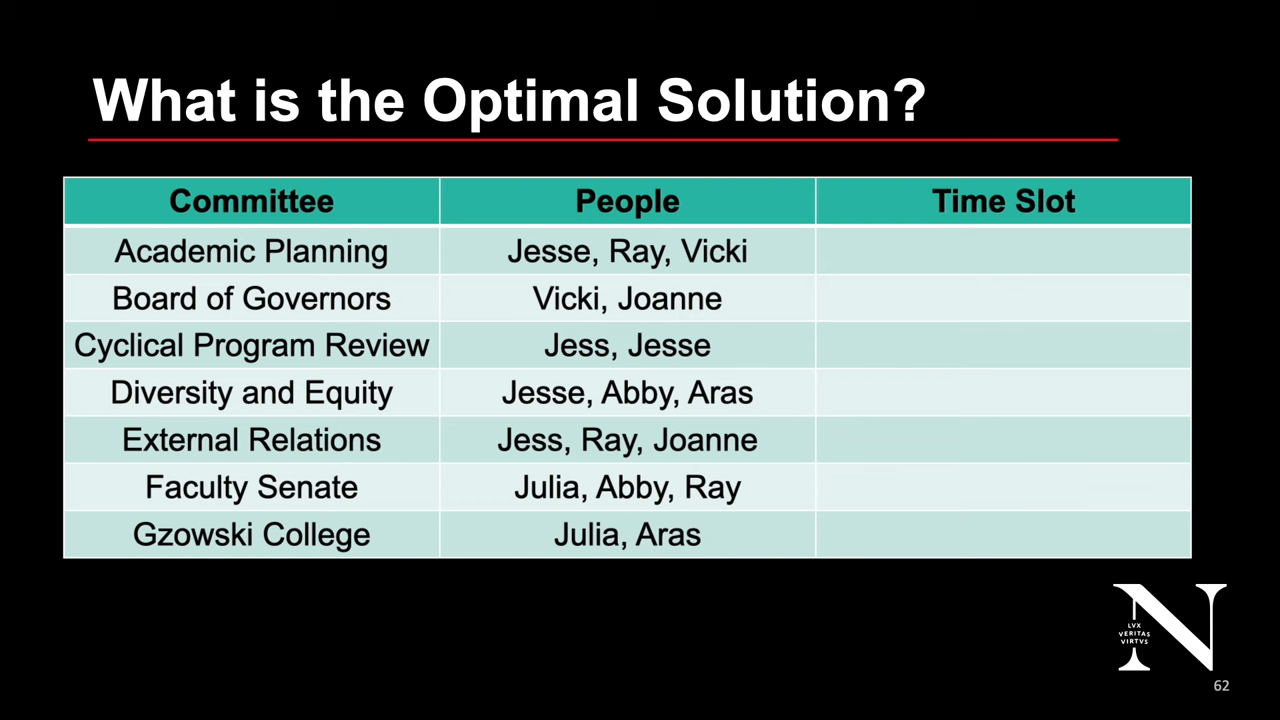 What is the Optimal Solution?
Committee People Time Slot
Academic Planning Jesse, Ray, Vicki
Board of Governors Vicki, Joanne
Cyclical Program Review Jess, Jesse
Diversity and Equity Jesse, Abby, Aras
External Relations Jess, Ray, Joanne
Faculty Senate Julia, Abby, Ray
Gzowski College Julia, Aras
LVX
VERITAS
VIRTVS
62